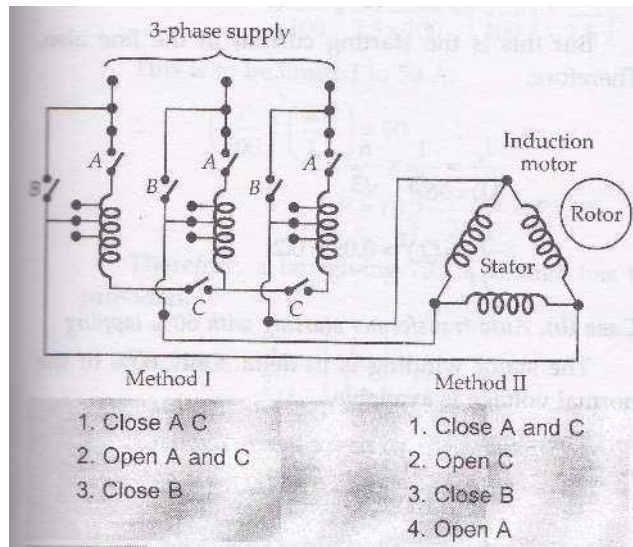 3-phase supply
A
A
A
B
B
B
C
C
Induction
motor
Rotor
Stator
Method I
1. Close A C
2. Open A and C
3. Close B
Method II
1. Close A and C
2. Open C
3. Close B
4. Open A